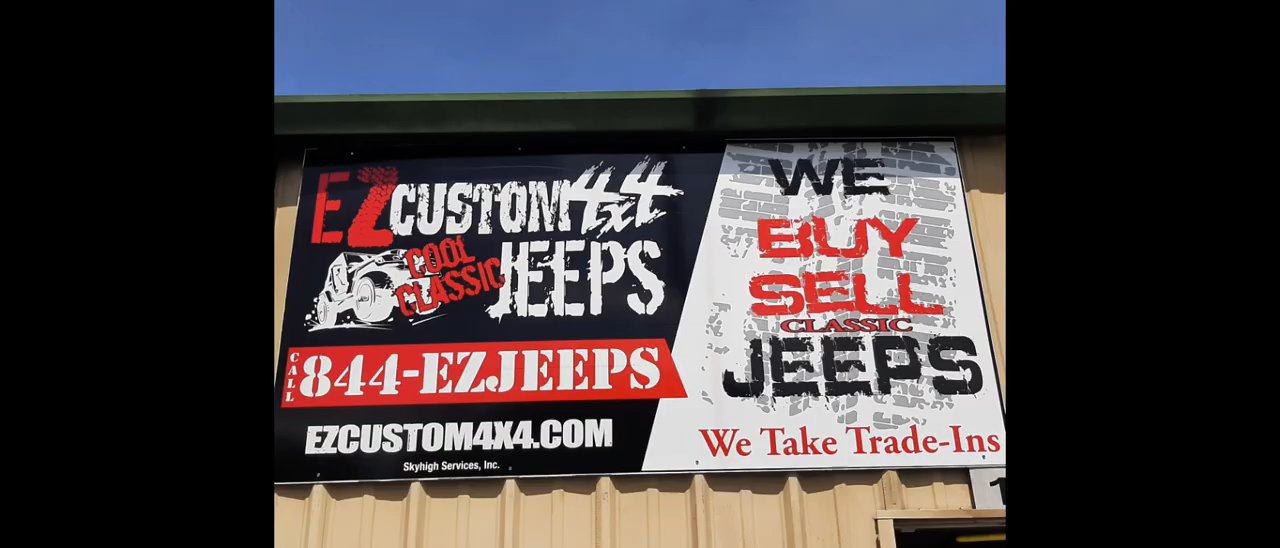 EZ CUSTOM 4x4
COOL
CLASSIC
JEEPS
CALL
844-EZJEEPS
EZCUSTOM4X4.COM
Skyhigh Services, Inc.
WE
BUY
SELL
CLASSIC
JEEPS
We Take Trade-Ins